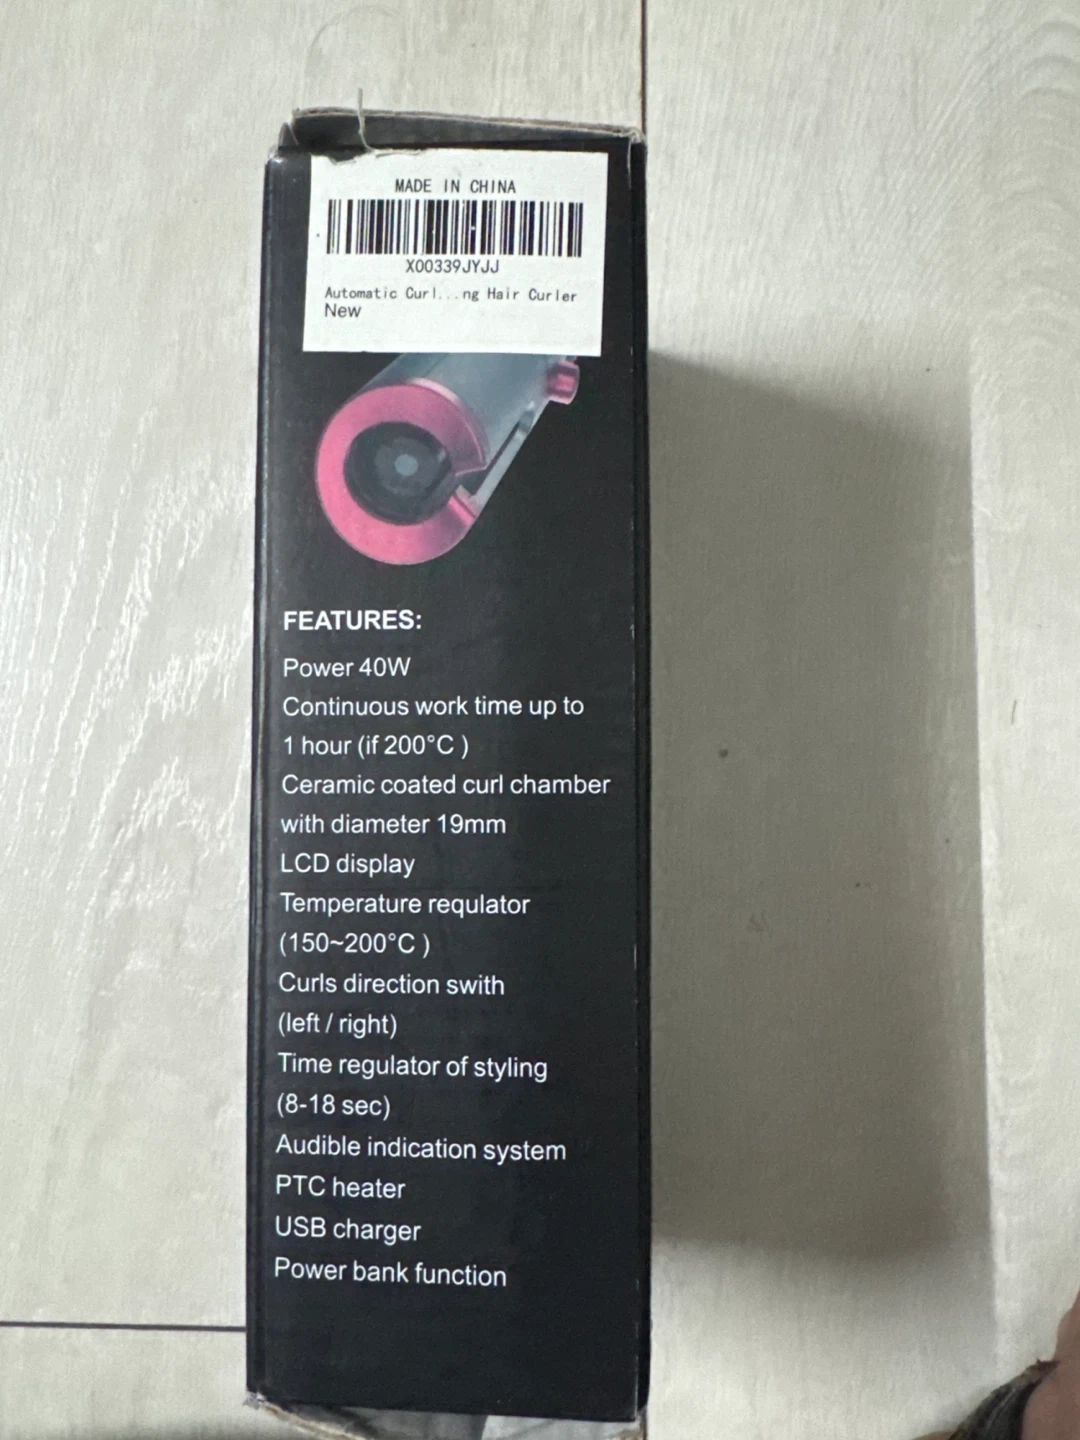 MADE IN CHINA
X00339JYJJ
Automatic Curl...ng Hair Curler
New
FEATURES:
Power 40W
Continuous work time up to
1 hour (if 200°C )
Ceramic coated curl chamber
with diameter 19mm
LCD display
Temperature requlator
(150~200°C )
Curls direction swith
(left / right)
Time regulator of styling
(8-18 sec)
Audible indication system
PTC heater
USB charger
Power bank function